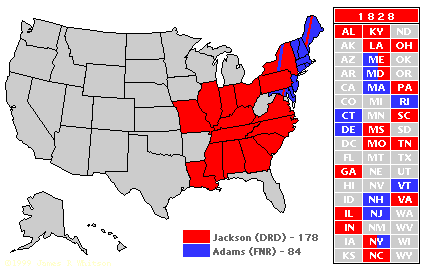 1828
AL KY ND
AK LA OH
AZ ME OK
AR MD OR
CA MA PA
CO MI RI
CT MN SC
DE MS SD
DC MO TN
FL MT TX
GA NE UT
HI NV VT
ID NH VA
IL NJ WA
IN NM WV
IA NY WI
KS NC WY
Jackson (DRD) - 178
Adams (FNR) - 84